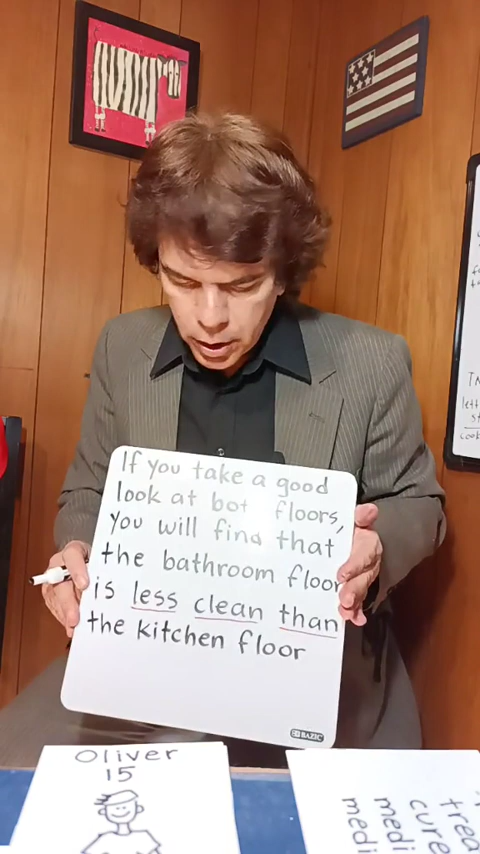 If you take a good
look at bot floors,
you will find that
the bathroom floor
is less clean than
the kitchen floor
BAZIC
Oliver
15
cure
medi
medi